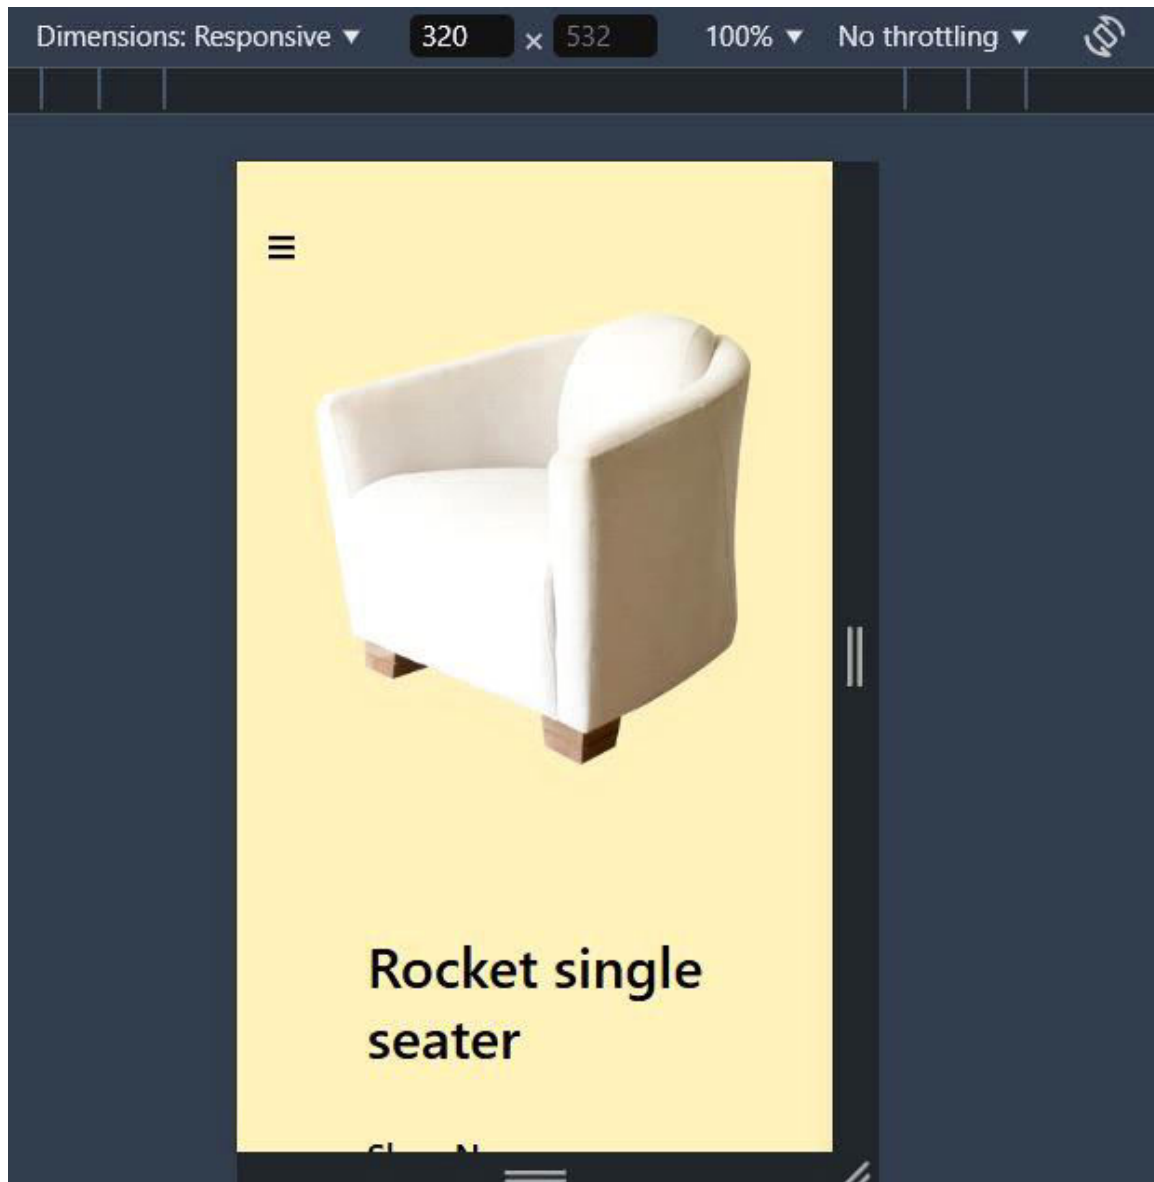 Dimensions: Responsive ▼ 320 × 532 100% ▼ No throttling ▼
Rocket single
seater